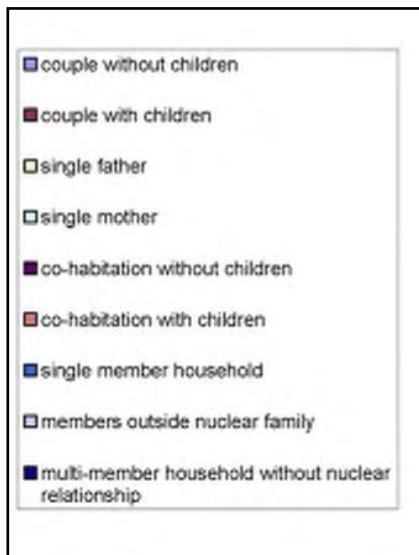 couple without children
couple with children
single father
single mother
co-habitation without children
co-habitation with children
single member household
members outside nuclear family
multi-member household without nuclear
relationship